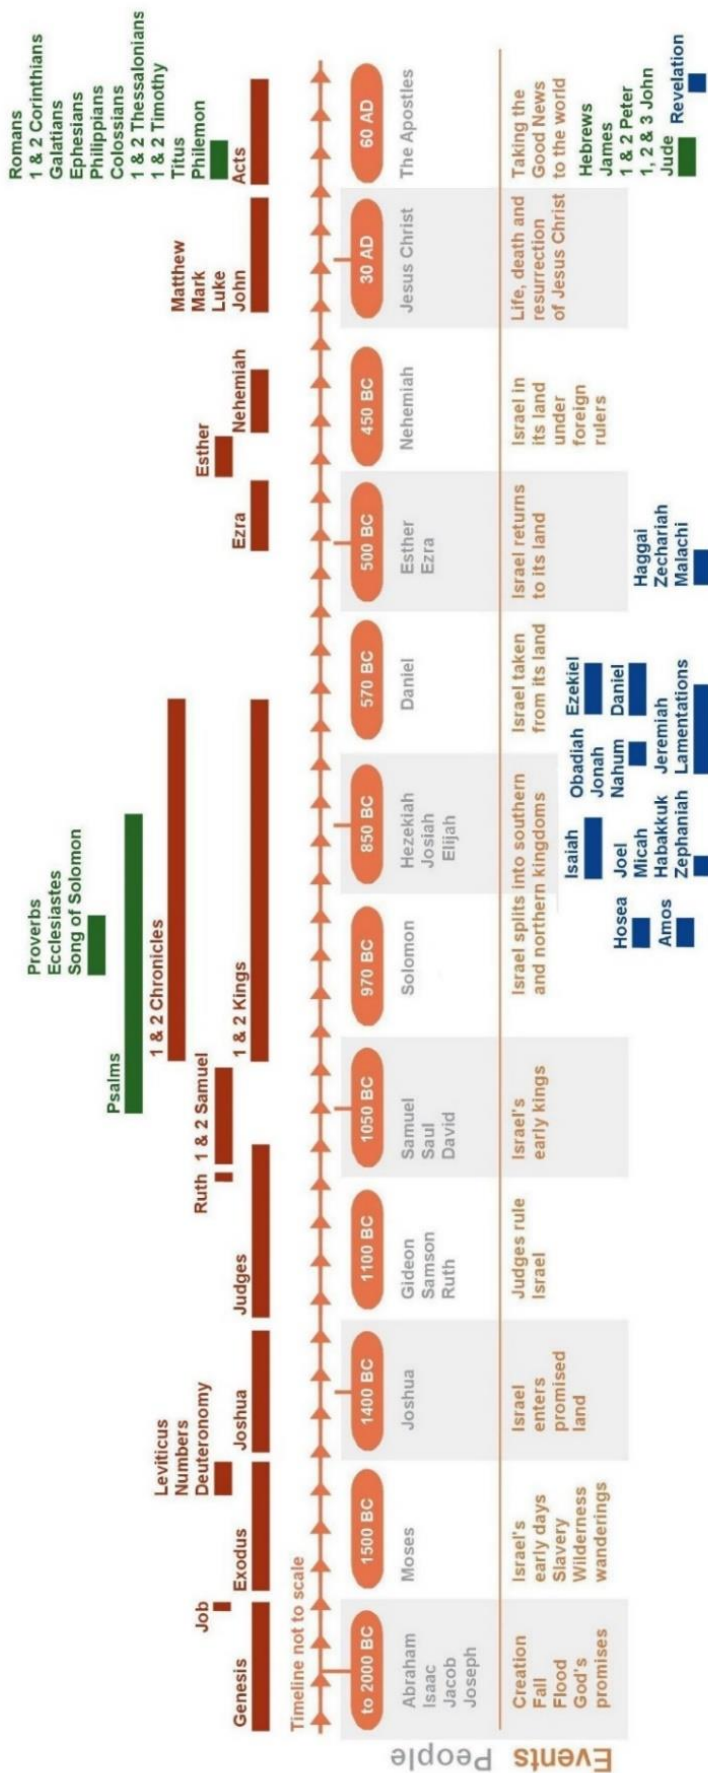 Proverbs
Ecclesiastes
Song of Solomon
Psalms
1 & 2 Chronicles
Romans
1 & 2 Corinthians
Galatians
Ephesians
Philippians
Colossians
1 & 2 Thessalonians
1 & 2 Timothy
Titus
Philemon
Job
Leviticus
Numbers
Deuteronomy
Ruth
1 & 2 Samuel
Esther
Matthew
Mark
Luke
John
Genesis
Exodus
Joshua
Judges
1 & 2 Kings
Ezra
Nehemiah
Acts
Timeline not to scale
to 2000 BC
1500 BC
1400 BC
1100 BC
1050 BC
970 BC
850 BC
570 BC
500 BC
450 BC
30 AD
60 AD
People
Abraham
Isaac
Jacob
Joseph
Moses
Joshua
Gideon
Samson
Ruth
Samuel
Saul
David
Solomon
Hezekiah
Josiah
Elijah
Daniel
Esther
Ezra
Nehemiah
Jesus Christ
The Apostles
Events
Creation
Fall
Flood
God's
promises
Israel's
early days
Slavery
Wilderness
wanderings
Israel
enters
promised
land
Judges rule
Israel
Israel's
early kings
Israel splits into southern
and northern kingdoms
Israel taken
from its land
Israel returns
to its land
Israel in
its land
under
foreign
rulers
Life, death and
resurrection
of Jesus Christ
Taking the
Good News
to the world
Hosea
Amos
Isaiah
Joel
Micah
Habakkuk
Zephaniah
Obadiah
Jonah
Nahum
Ezekiel
Daniel
Jeremiah
Lamentations
Haggai
Zechariah
Malachi
Hebrews
James
1 & 2 Peter
1, 2 & 3 John
Jude
Revelation